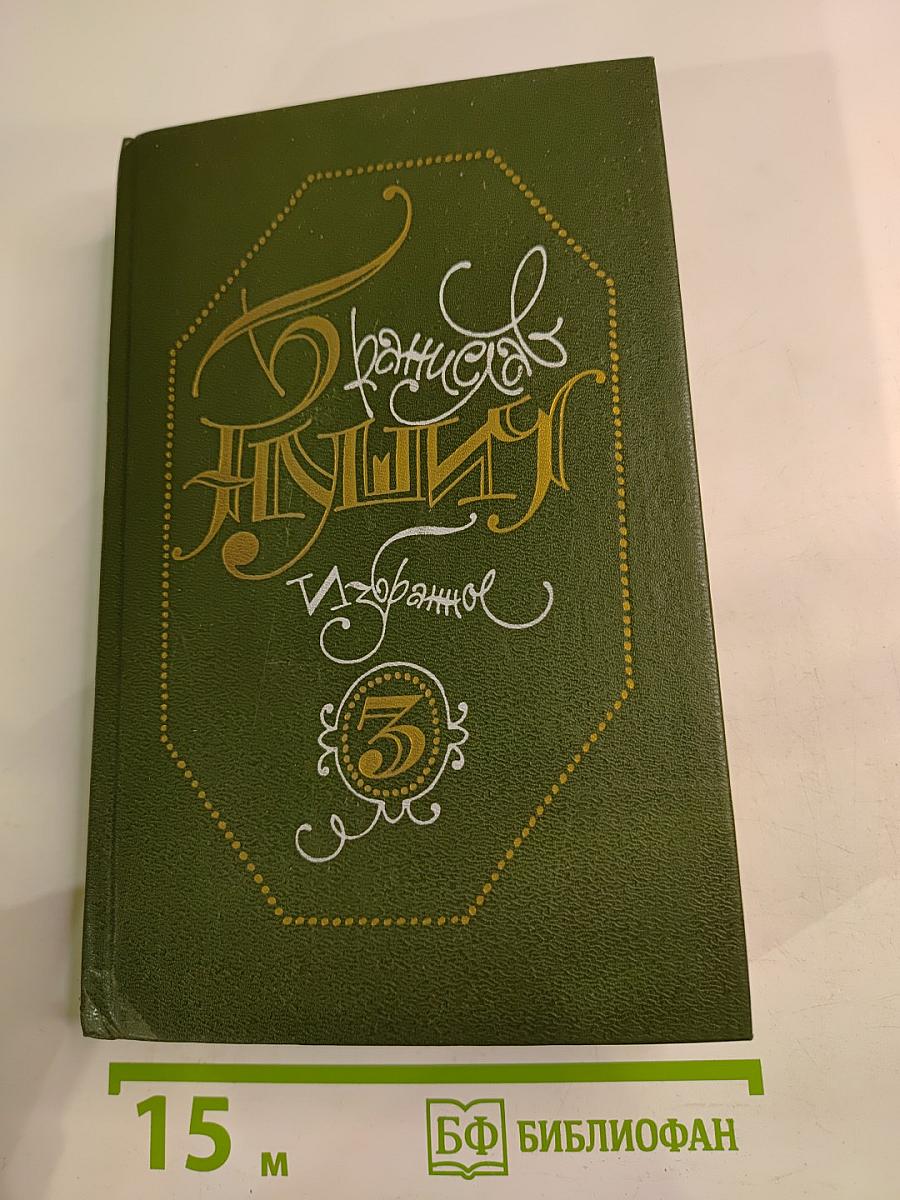 Бранислав
Нушич
Избранное
3
15 м
БФ БИБЛИОФАН